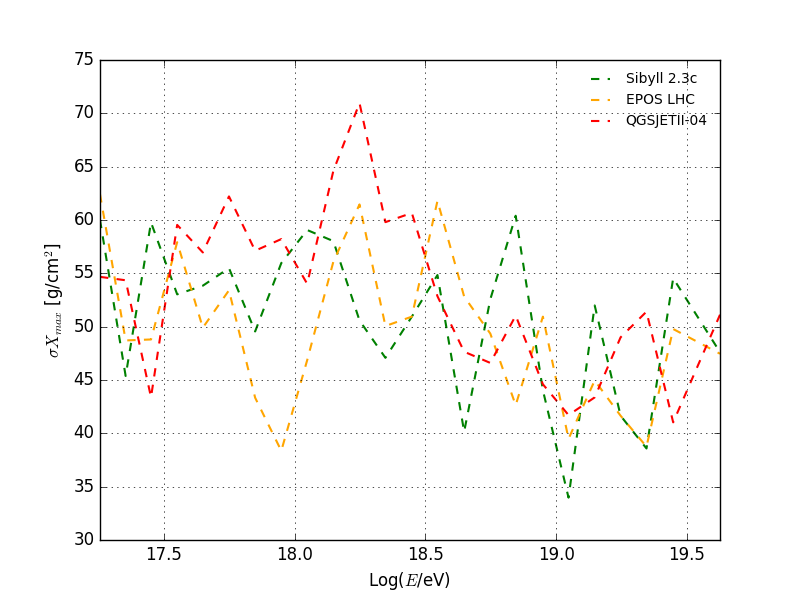 75
70
65
60
55
50
45
40
35
30
σX_max [g/cm²]
17.5 18.0 18.5 19.0 19.5
Log(E/eV)
Sibyll 2.3c
EPOS LHC
QGSJETII-04